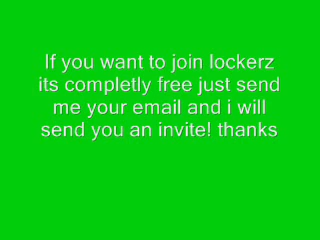 If you want to join lockerz
its completly free just send
me your email and i will
send you an invite! thanks